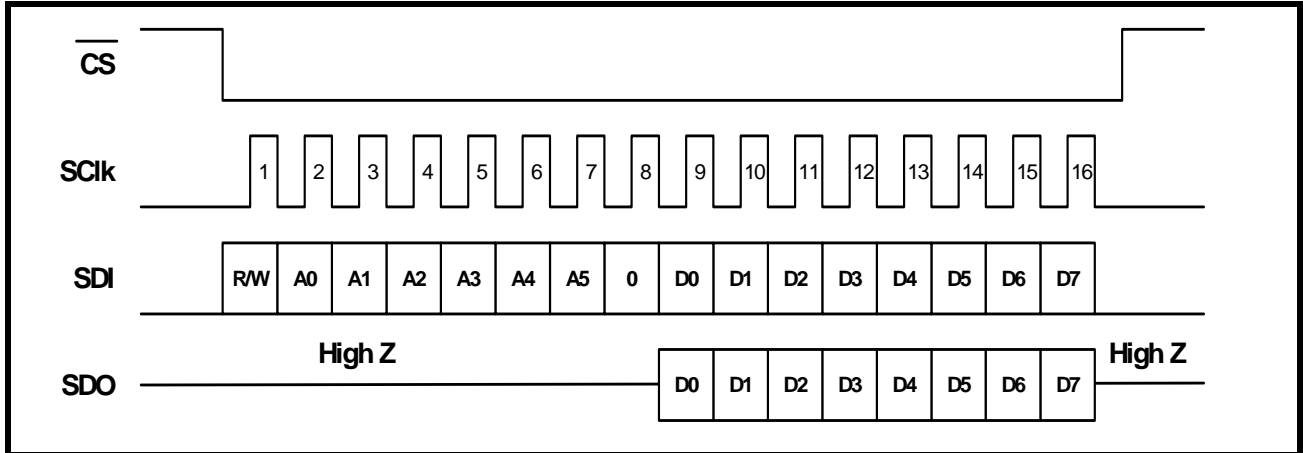 CS
SClk 1 2 3 4 5 6 7 8 9 10 11 12 13 14 15 16
SDI R/W A0 A1 A2 A3 A4 A5 0 D0 D1 D2 D3 D4 D5 D6 D7
High Z High Z
SDO D0 D1 D2 D3 D4 D5 D6 D7